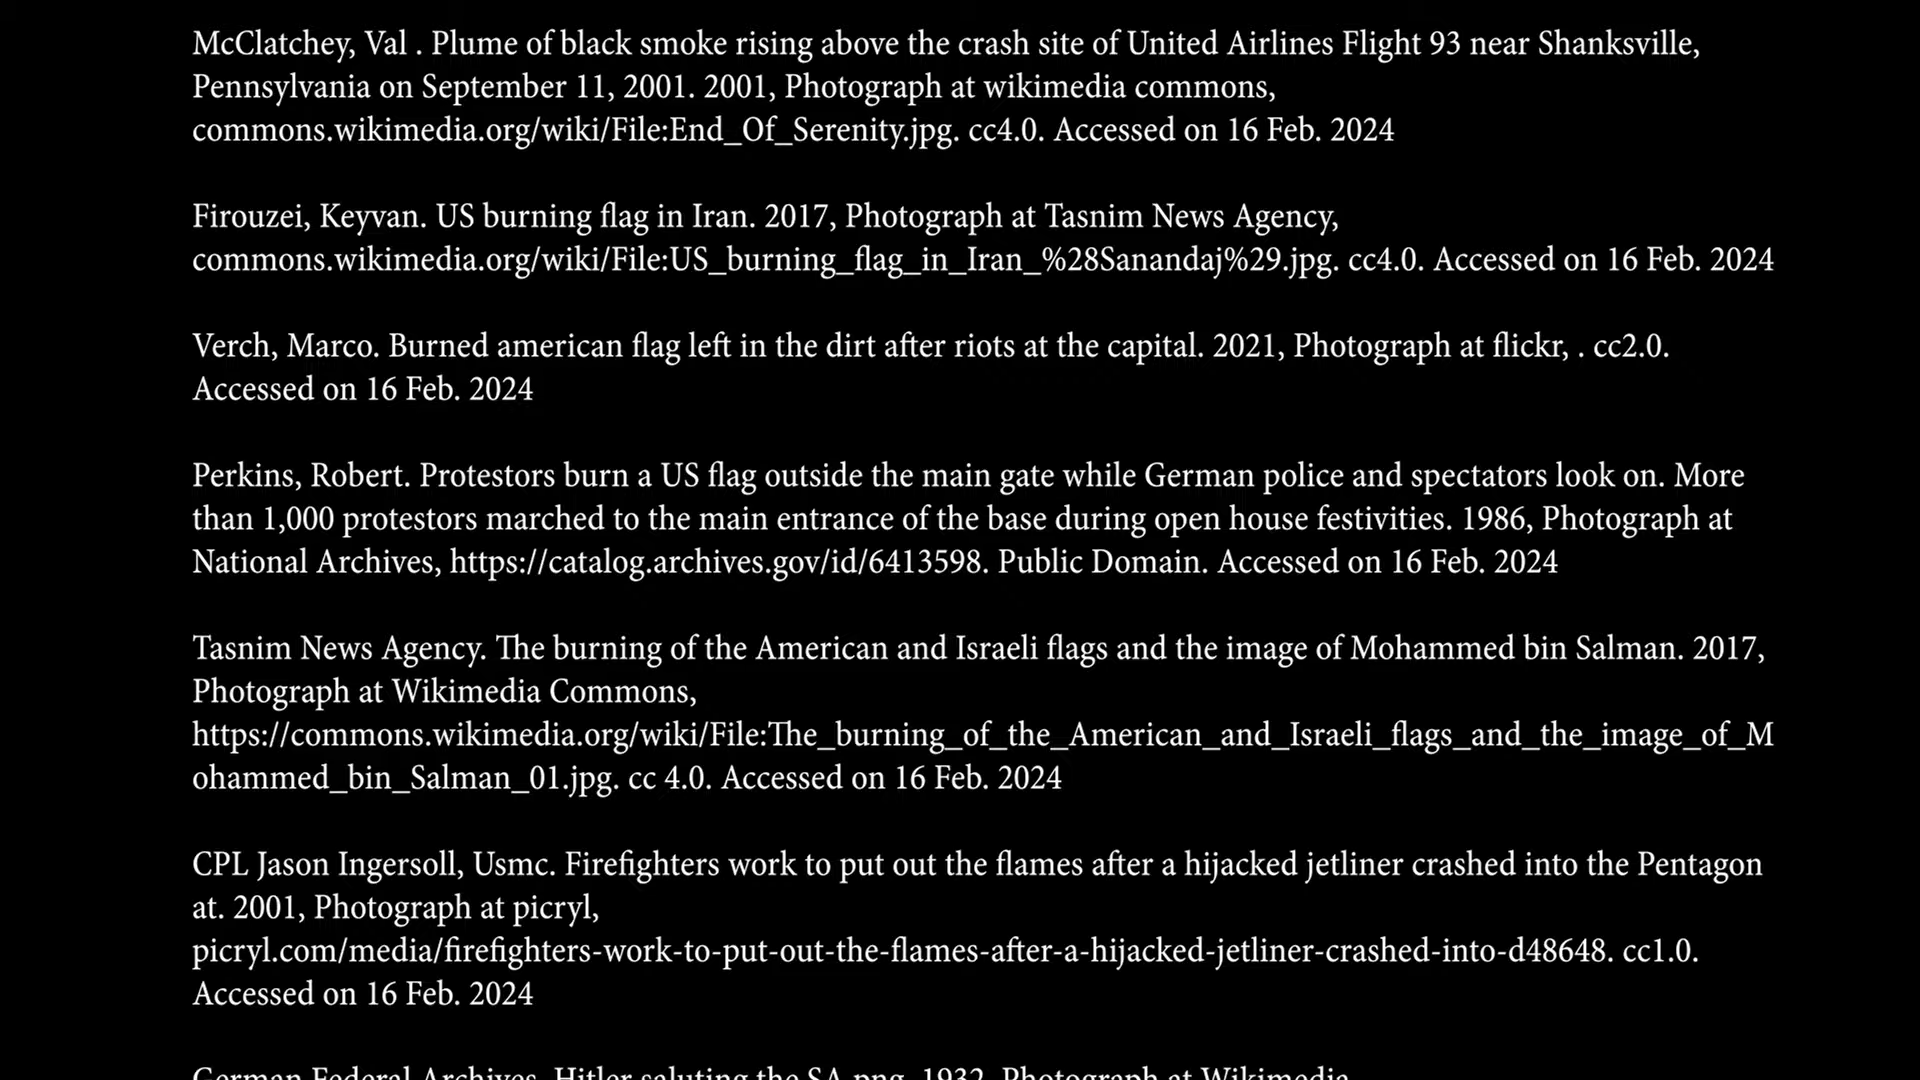 McClatchey, Val . Plume of black smoke rising above the crash site of United Airlines Flight 93 near Shanksville,
Pennsylvania on September 11, 2001. 2001, Photograph at wikimedia commons,
commons.wikimedia.org/wiki/File:End_Of_Serenity.jpg. cc4.0. Accessed on 16 Feb. 2024
Firouzei, Keyvan. US burning flag in Iran. 2017, Photograph at Tasnim News Agency,
commons.wikimedia.org/wiki/File:US_burning_flag_in_Iran_%28Sanandaj%29.jpg. cc4.0. Accessed on 16 Feb. 2024
Verch, Marco. Burned american flag left in the dirt after riots at the capital. 2021, Photograph at flickr, . cc2.0.
Accessed on 16 Feb. 2024
Perkins, Robert. Protestors burn a US flag outside the main gate while German police and spectators look on. More
than 1,000 protestors marched to the main entrance of the base during open house festivities. 1986, Photograph at
National Archives, https://catalog.archives.gov/id/6413598. Public Domain. Accessed on 16 Feb. 2024
Tasnim News Agency. The burning of the American and Israeli flags and the image of Mohammed bin Salman. 2017,
Photograph at Wikimedia Commons,
https://commons.wikimedia.org/wiki/File:The_burning_of_the_American_and_Israeli_flags_and_the_image_of_M
ohammed_bin_Salman_01.jpg. cc 4.0. Accessed on 16 Feb. 2024
CPL Jason Ingersoll, Usmc. Firefighters work to put out the flames after a hijacked jetliner crashed into the Pentagon
at. 2001, Photograph at picryl,
picryl.com/media/firefighters-work-to-put-out-the-flames-after-a-hijacked-jetliner-crashed-into-d48648. cc1.0.
Accessed on 16 Feb. 2024
German Federal Archives. Hitler saluting the SA.png. 1932, Photograph at Wikimedia